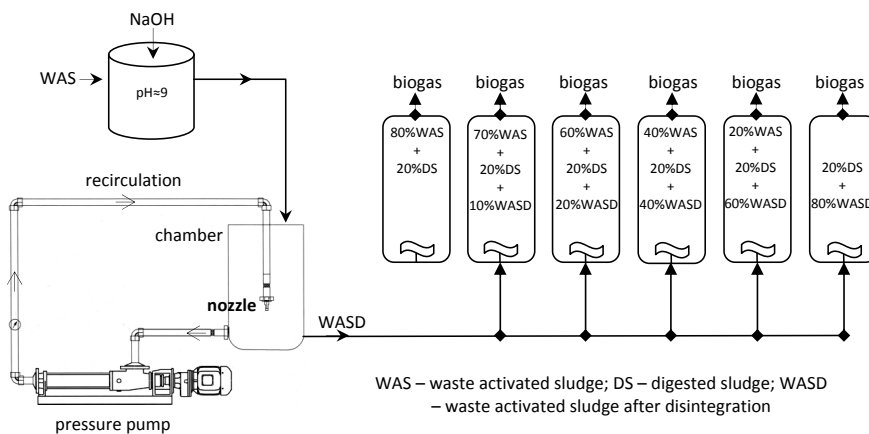 NaOH
WAS
pH≈9
recirculation
chamber
nozzle
WASD
pressure pump
biogas
biogas
biogas
biogas
biogas
biogas
80%WAS
+
20%DS
70%WAS
+
20%DS
+
10%WASD
60%WAS
+
20%DS
+
20%WASD
40%WAS
+
20%DS
+
40%WASD
20%WAS
+
20%DS
+
60%WASD
20%DS
+
80%WASD
WAS – waste activated sludge; DS – digested sludge; WASD
– waste activated sludge after disintegration